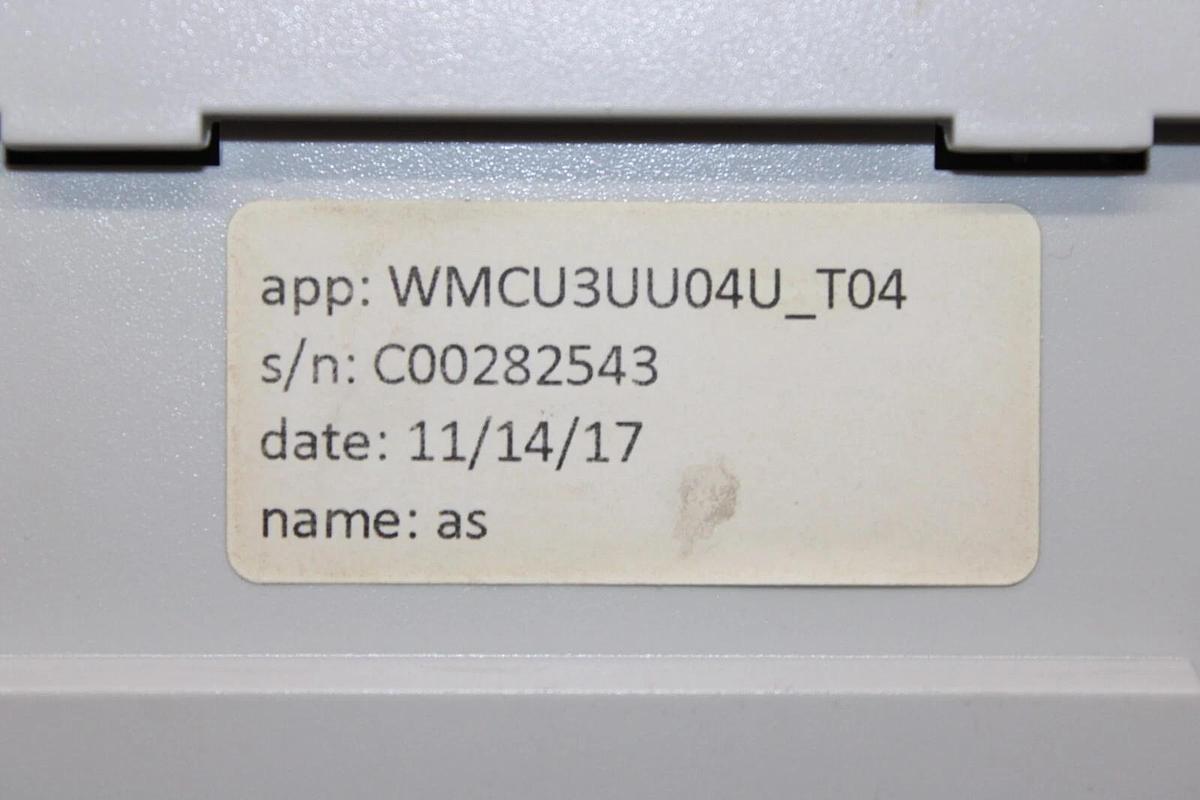 app: WMCU3UU04U_T04
s/n: C00282543
date: 11/14/17
name: as